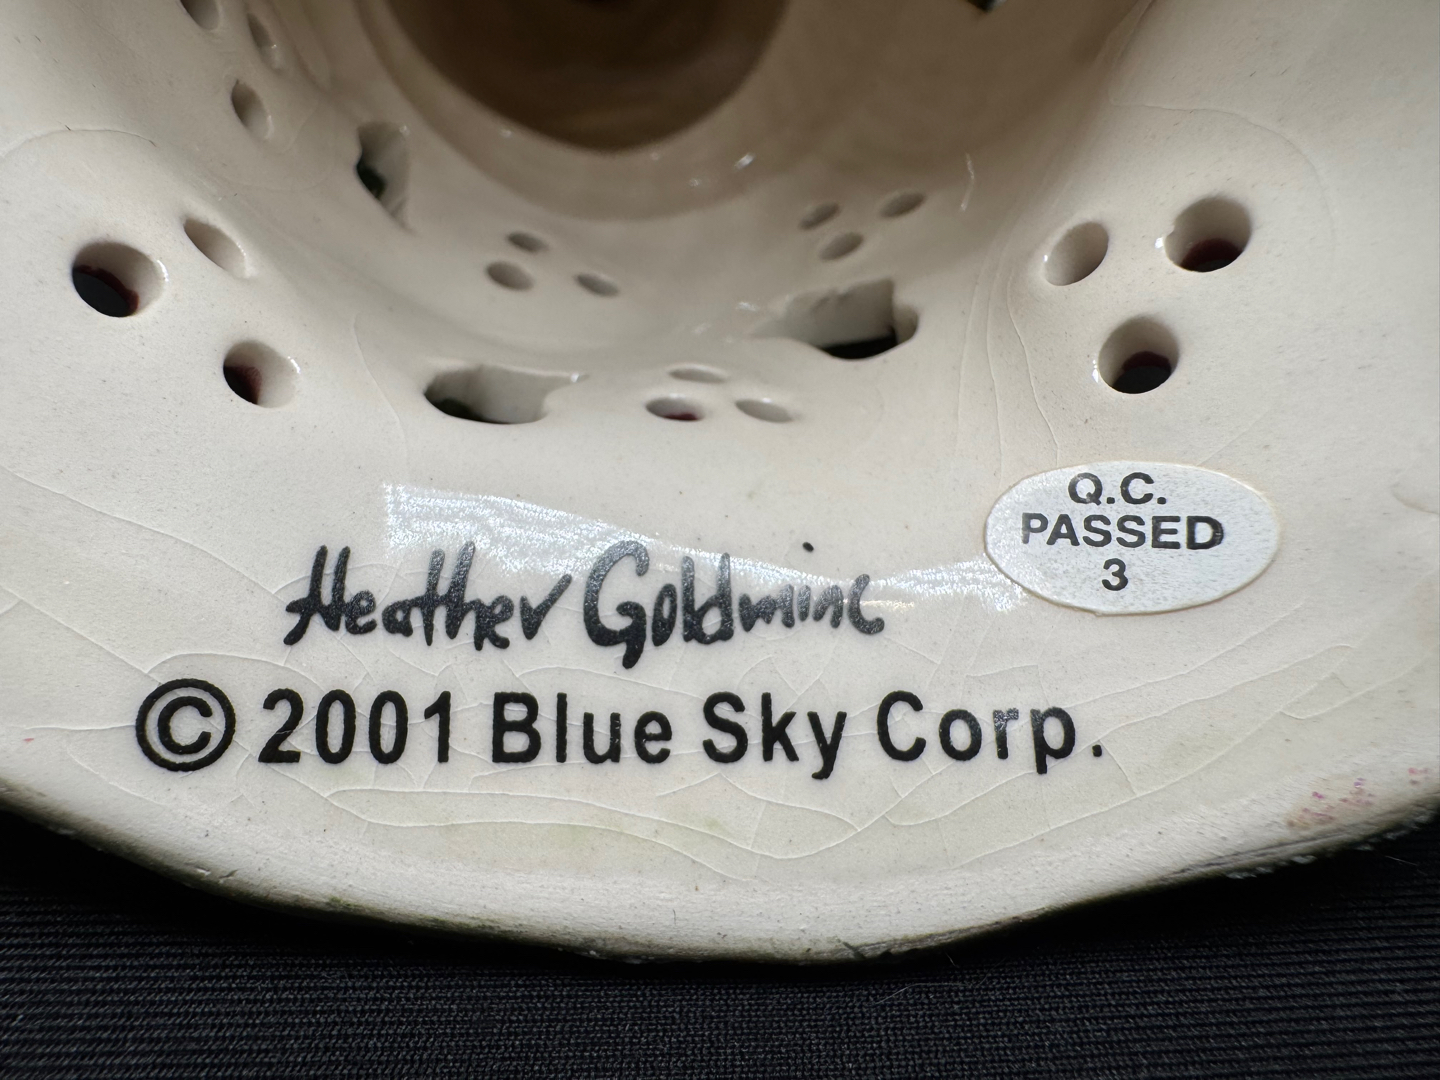 Heather Goldminc
© 2001 Blue Sky Corp.
Q.C.
PASSED
3